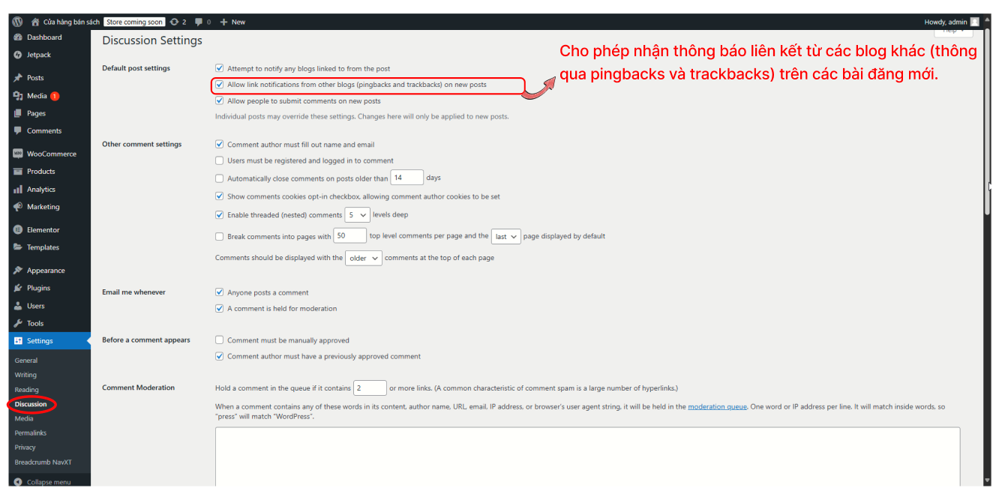 Cửa hàng bán sách Store coming soon 2 0 New Howdy, admin
Help
Dashboard
Jetpack
Posts
Media 1
Pages
Comments
WooCommerce
Products
Analytics
Marketing
Elementor
Templates
Appearance
Plugins
Users
Tools
Settings
General
Writing
Reading
Discussion
Media
Permalinks
Privacy
Breadcrumb NavXT
Collapse menu
Discussion Settings
Cho phép nhận thông báo liên kết từ các blog khác (thông
qua pingbacks và trackbacks) trên các bài đăng mới.
Default post settings
Attempt to notify any blogs linked to from the post
Allow link notifications from other blogs (pingbacks and trackbacks) on new posts
Allow people to submit comments on new posts
Individual posts may override these settings. Changes here will only be applied to new posts.
Other comment settings
Comment author must fill out name and email
Users must be registered and logged in to comment
Automatically close comments on posts older than 14 days
Show comments cookies opt-in checkbox, allowing comment author cookies to be set
Enable threaded (nested) comments 5 levels deep
Break comments into pages with 50 top level comments per page and the last page displayed by default
Comments should be displayed with the older comments at the top of each page
Email me whenever
Anyone posts a comment
A comment is held for moderation
Before a comment appears
Comment must be manually approved
Comment author must have a previously approved comment
Comment Moderation
Hold a comment in the queue if it contains 2 or more links. (A common characteristic of comment spam is a large number of hyperlinks.)
When a comment contains any of these words in its content, author name, URL, email, IP address, or browser's user agent string, it will be held in the moderation queue. One word or IP address per line. It will match inside words, so
"press" will match "WordPress".